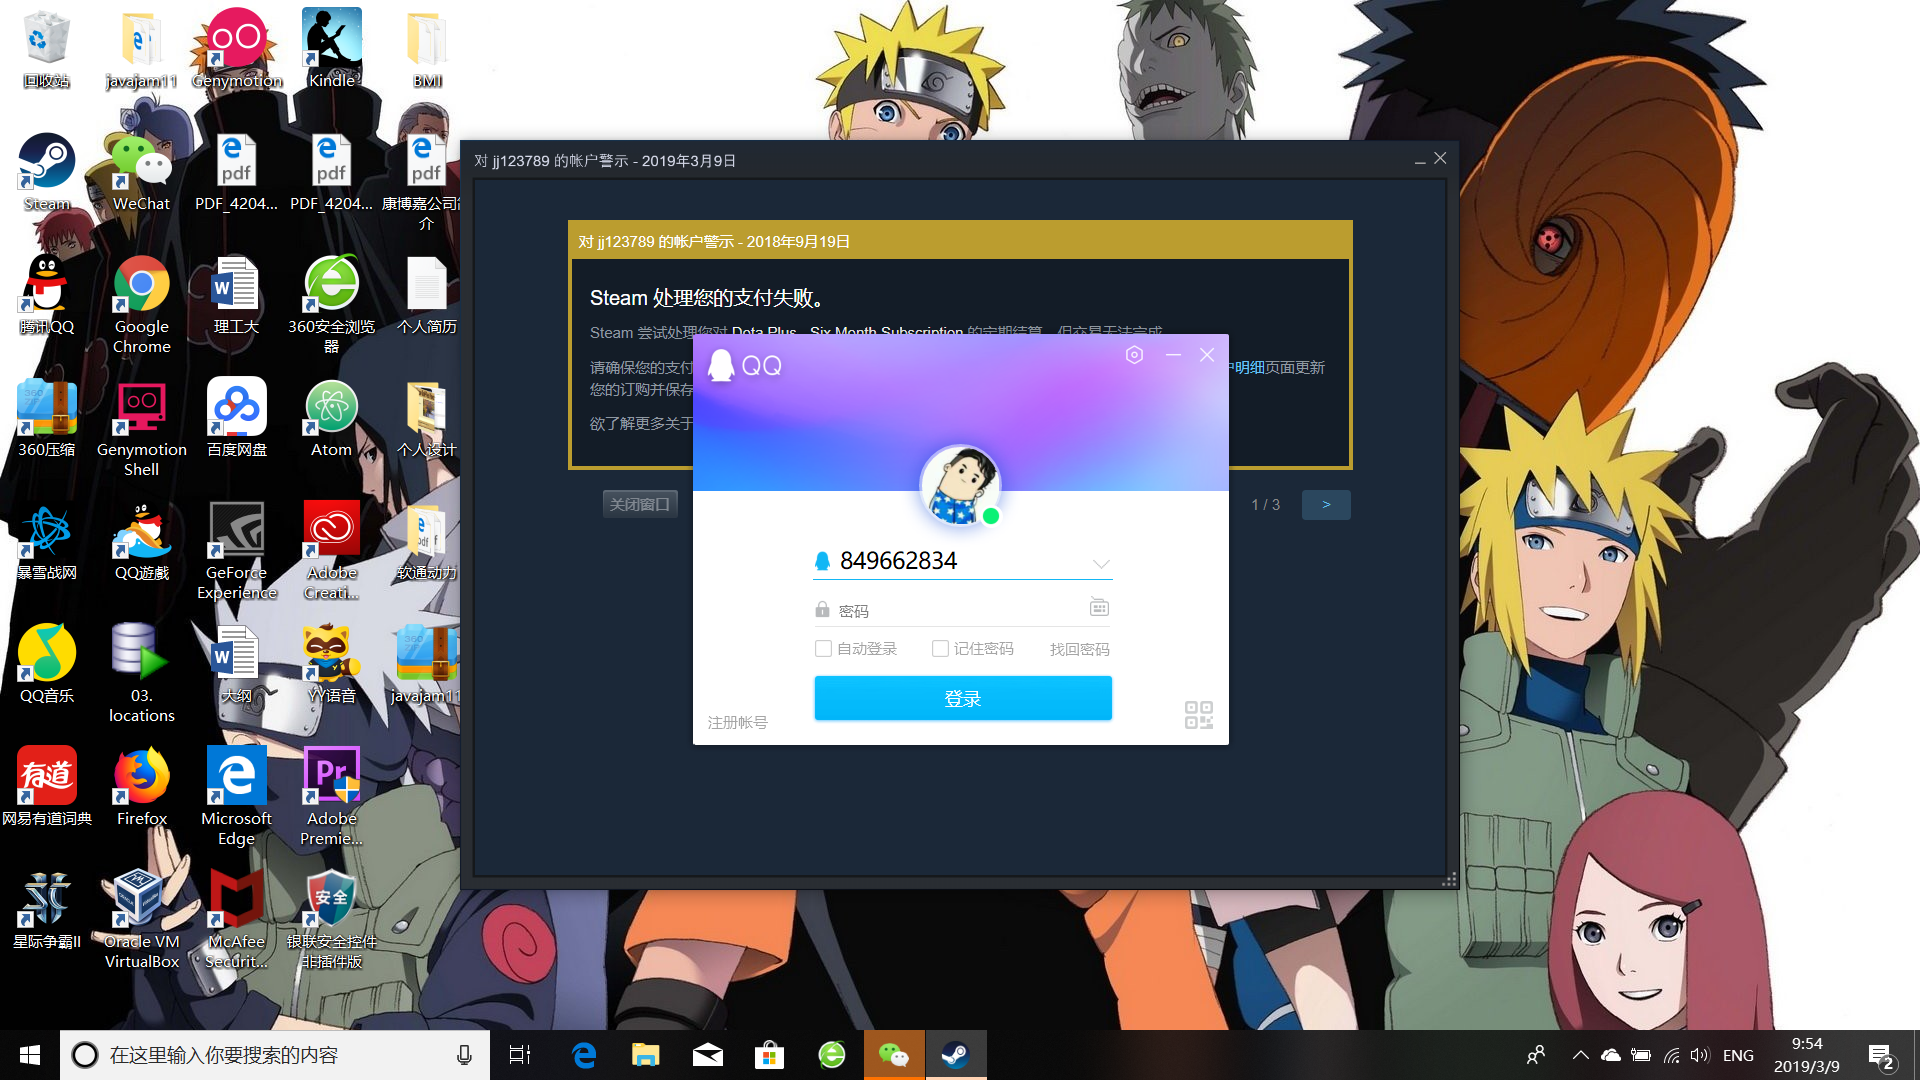 回收站
javajam11
Genymotion
Kindle
BMI
Steam
WeChat
pdf
PDF_4204...
pdf
PDF_4204...
pdf
康博嘉公司简
介
腾讯QQ
Google
Chrome
理工大
360安全浏览
器
个人简历
360压缩
Genymotion
Shell
百度网盘
Atom
个人设计
暴雪战网
QQ遊戲
GeForce
Experience
Adobe
Creati...
软通动力
QQ音乐
03.
locations
大纲
YY语音
javajam11
有道
网易有道词典
Firefox
Microsoft
Edge
Pr
Adobe
Premie...
星际争霸II
Oracle VM
VirtualBox
McAfee
Securit...
安全
银联安全控件
非插件版
对 jj123789 的帐户警示 - 2019年3月9日
对 jj123789 的帐户警示 - 2018年9月19日
Steam 处理您的支付失败。
Steam 尝试处理您对 Dota Plus - Six Month Subscription 的定期结算，但交易无法完成。
请确保您的支付
户明细页面更新
您的订购并保存
欲了解更多关于
关闭窗口
1 / 3
>
QQ
849662834
密码
自动登录
记住密码
找回密码
登录
注册帐号
在这里输入你要搜索的内容
ENG
9:54
2019/3/9
2